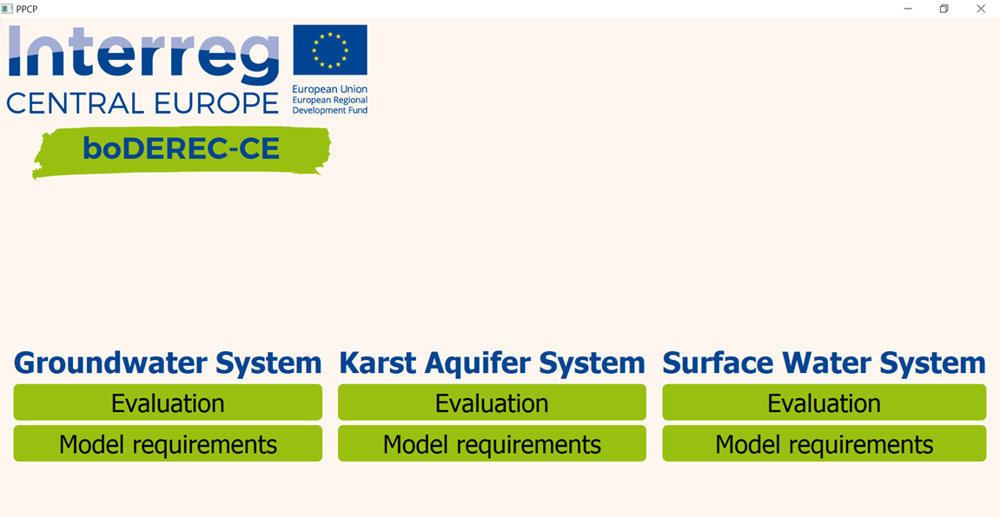 PPCP
Interreg
CENTRAL EUROPE
European Union
European Regional
Development Fund
boDEREC-CE
Groundwater System Karst Aquifer System Surface Water System
Evaluation Evaluation Evaluation
Model requirements Model requirements Model requirements